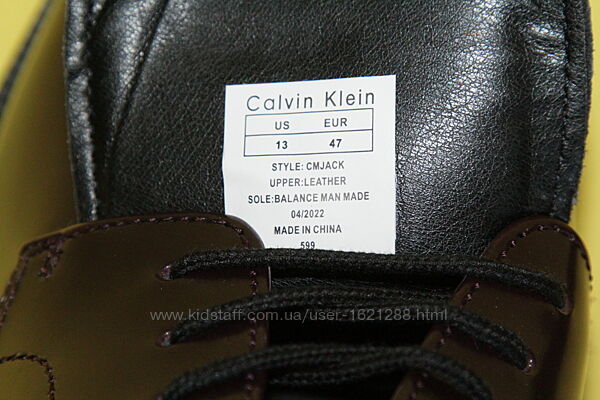 Calvin Klein
US EUR
13 47
STYLE: CMJACK
UPPER:LEATHER
SOLE:BALANCE MAN MADE
04/2022
MADE IN CHINA
599
www.kidstaff.com.ua/user-1621288.html